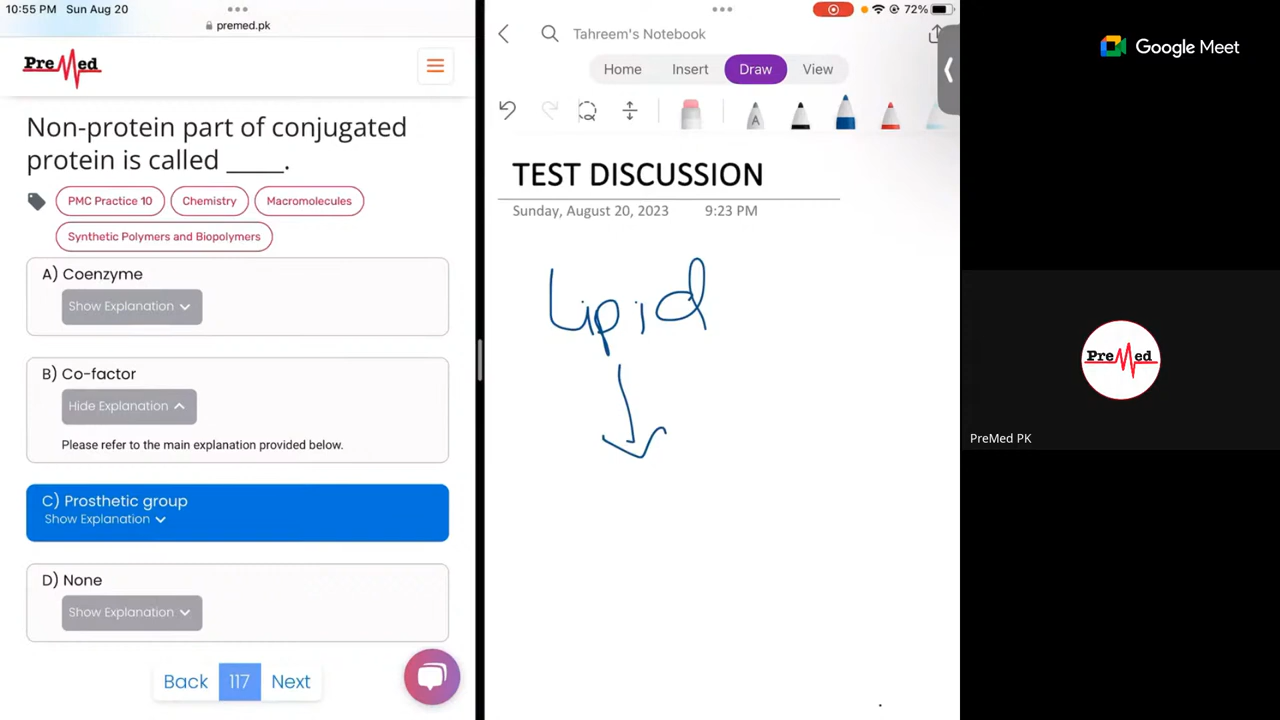 10:55 PM Sun Aug 20
premed.pk
PreMed
Non-protein part of conjugated
protein is called _____.
PMC Practice 10
Chemistry
Macromolecules
Synthetic Polymers and Biopolymers
A) Coenzyme
Show Explanation
B) Co-factor
Hide Explanation
Please refer to the main explanation provided below.
C) Prosthetic group
Show Explanation
D) None
Show Explanation
Back 117 Next
72%
Tahreem's Notebook
Home Insert Draw View
A
TEST DISCUSSION
Sunday, August 20, 2023 9:23 PM
Lipid
Google Meet
PreMed
PreMed PK